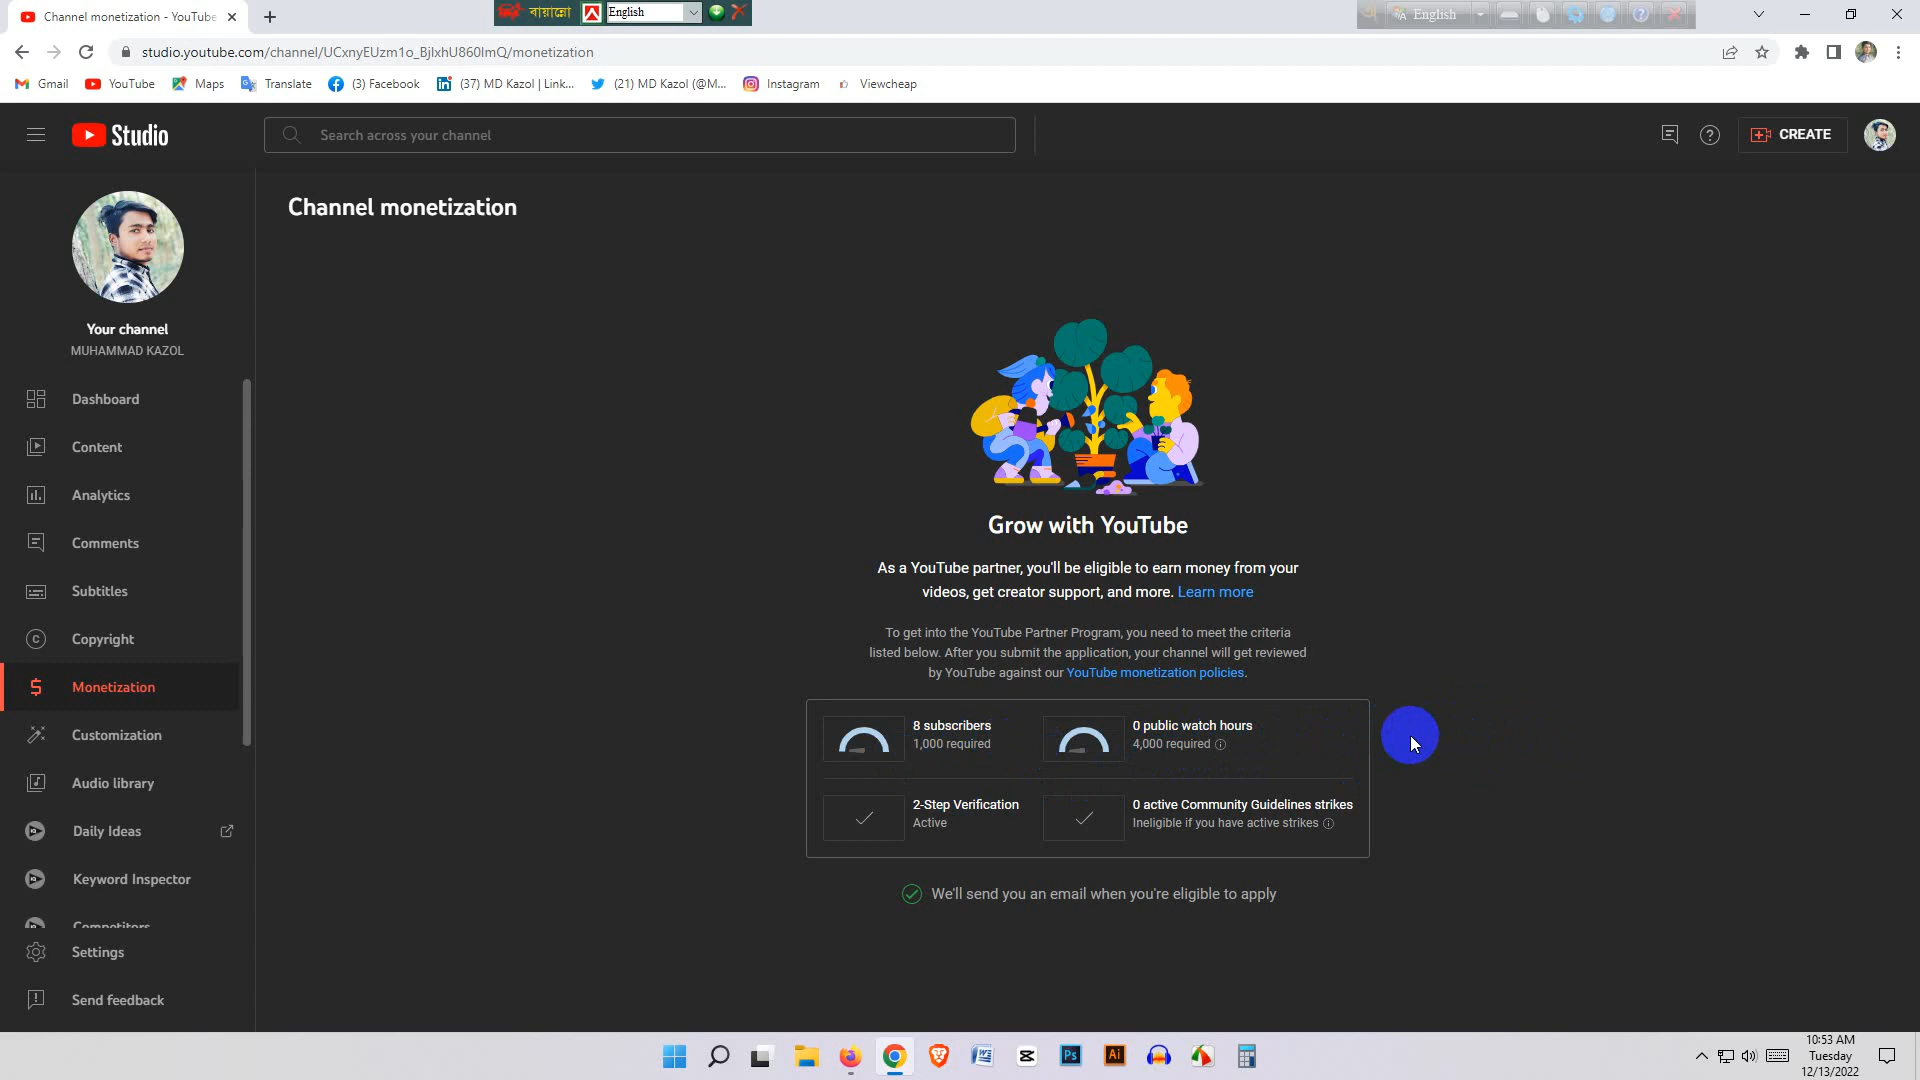 Channel monetization - YouTube
বায়ান্নো
English
English
studio.youtube.com/channel/UCxnyEUzm1o_BjlxhU860lmQ/monetization
Gmail
YouTube
Maps
Translate
(3) Facebook
(37) MD Kazol | Link...
(21) MD Kazol (@M...
Instagram
Viewcheap
Studio
Search across your channel
CREATE
Your channel
MUHAMMAD KAZOL
Dashboard
Content
Analytics
Comments
Subtitles
Copyright
Monetization
Customization
Audio library
Daily Ideas
Keyword Inspector
Competitors
Settings
Send feedback
Channel monetization
Grow with YouTube
As a YouTube partner, you'll be eligible to earn money from your
videos, get creator support, and more. Learn more
To get into the YouTube Partner Program, you need to meet the criteria
listed below. After you submit the application, your channel will get reviewed
by YouTube against our YouTube monetization policies.
8 subscribers
1,000 required
0 public watch hours
4,000 required
2-Step Verification
Active
0 active Community Guidelines strikes
Ineligible if you have active strikes
We'll send you an email when you're eligible to apply
Ps
Ai
10:53 AM
Tuesday
12/13/2022